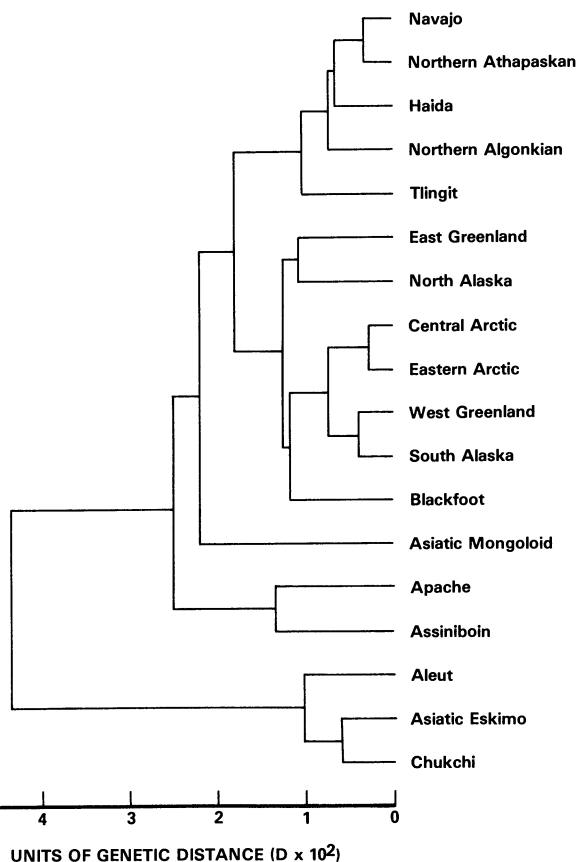 Navajo
Northern Athapaskan
Haida
Northern Algonkian
Tlingit
East Greenland
North Alaska
Central Arctic
Eastern Arctic
West Greenland
South Alaska
Blackfoot
Asiatic Mongoloid
Apache
Assiniboin
Aleut
Asiatic Eskimo
Chukchi
4 3 2 1 0
UNITS OF GENETIC DISTANCE (D x 10²)